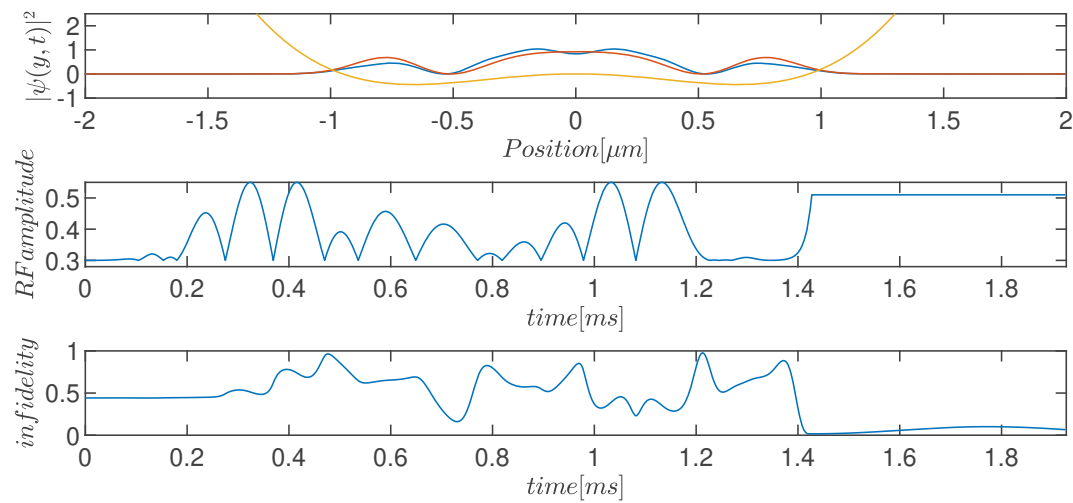 |ψ(y, t)|²
2
1
0
-1
-2 -1.5 -1 -0.5 0 0.5 1 1.5 2
Position[μm]
RFamplitude
0.5
0.4
0.3
0 0.2 0.4 0.6 0.8 1 1.2 1.4 1.6 1.8
time[ms]
infidelity
1
0.5
0
0 0.2 0.4 0.6 0.8 1 1.2 1.4 1.6 1.8
time[ms]